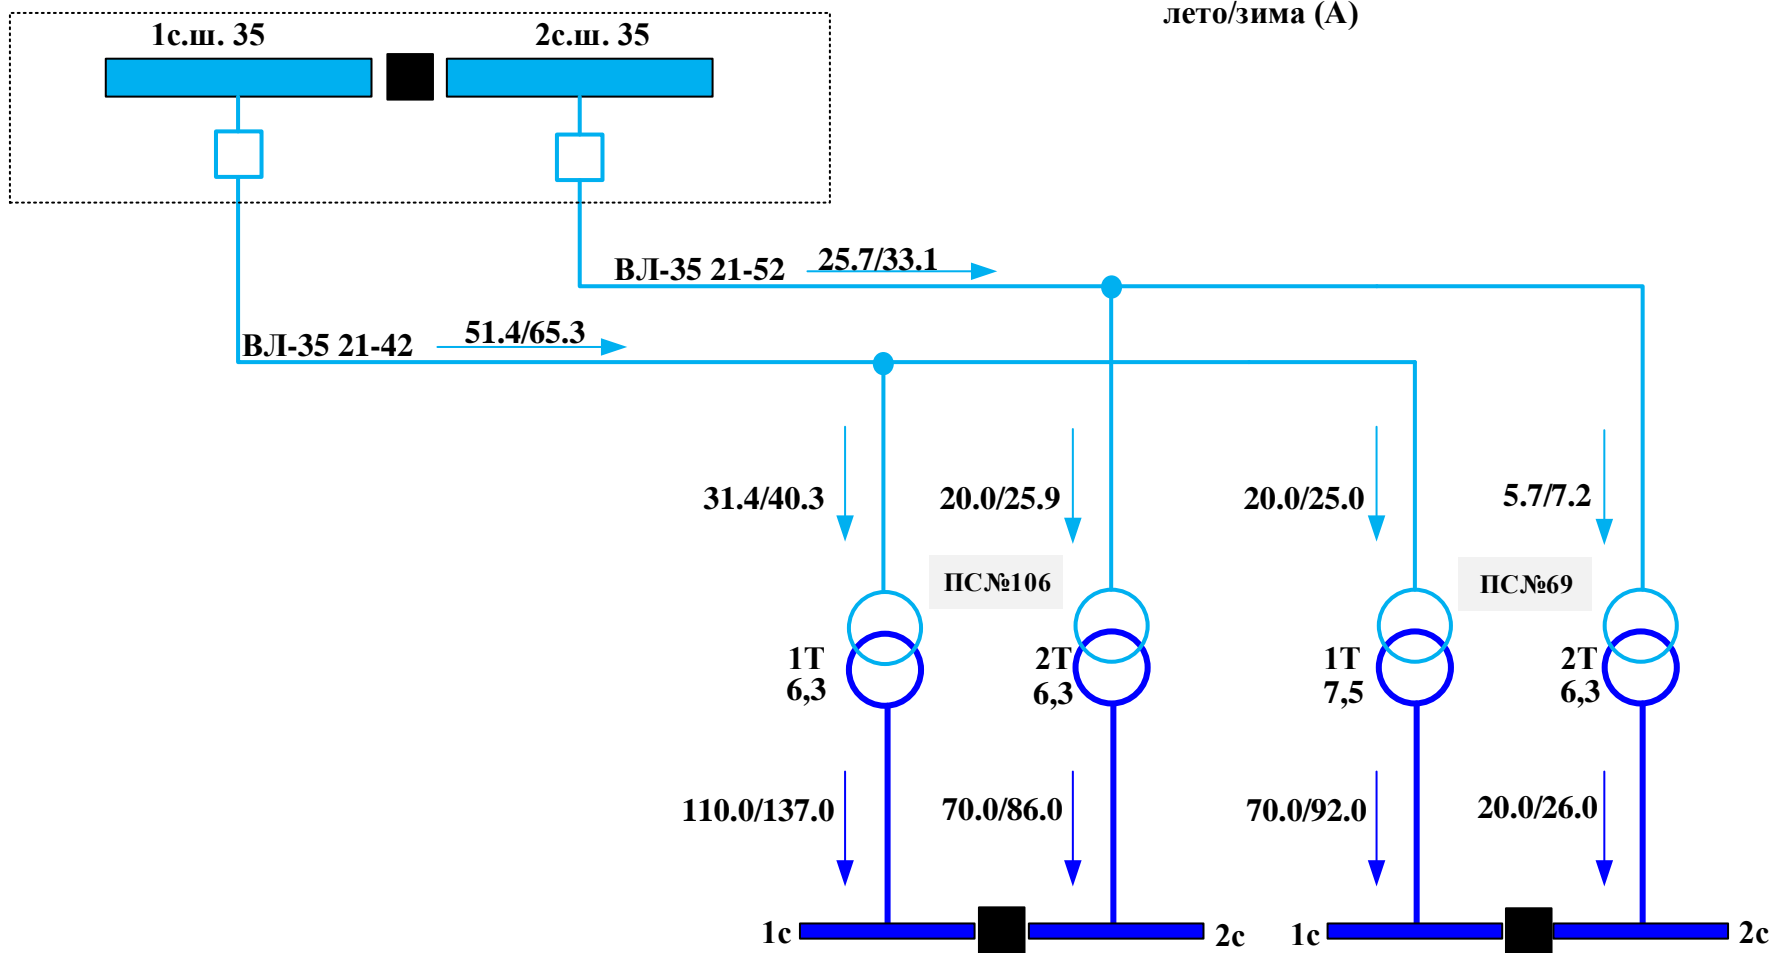 лето/зима (А)
1с.ш. 35
2с.ш. 35
ВЛ-35 21-52
25.7/33.1
ВЛ-35 21-42
51.4/65.3
31.4/40.3
20.0/25.9
20.0/25.0
5.7/7.2
ПС№106
ПС№69
1Т
6,3
2Т
6,3
1Т
7,5
2Т
6,3
110.0/137.0
70.0/86.0
70.0/92.0
20.0/26.0
1с
2с
1с
2с